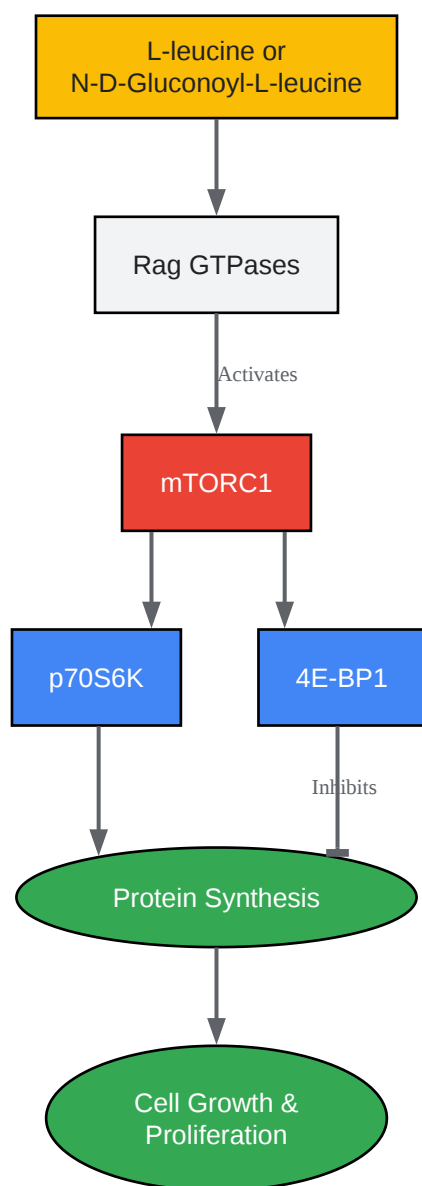 L-leucine or
N-D-Gluconoyl-L-leucine
Rag GTPases
Activates
mTORC1
p70S6K
4E-BP1
Inhibits
Protein Synthesis
Cell Growth &
Proliferation